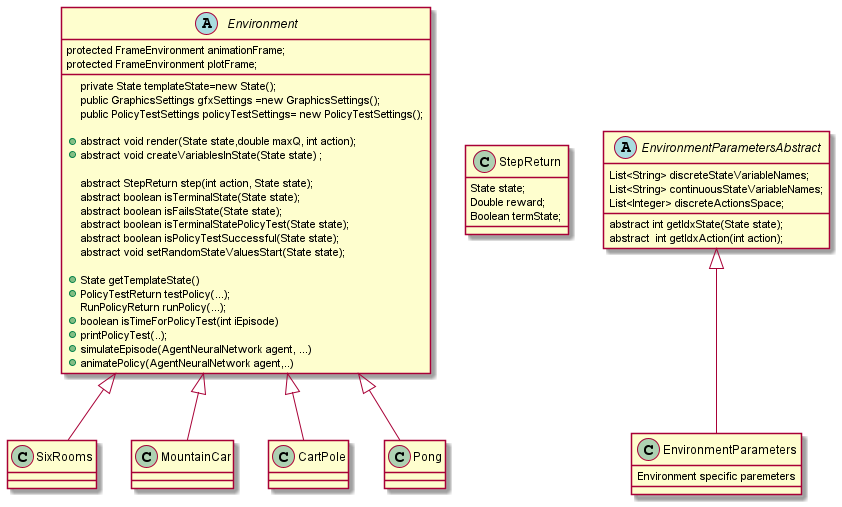 A Environment
protected FrameEnvironment animationFrame;
protected FrameEnvironment plotFrame;
private State templateState=new State();
public GraphicsSettings gfxSettings =new GraphicsSettings();
public PolicyTestSettings policyTestSettings= new PolicyTestSettings();
abstract void render(State state,double maxQ, int action);
abstract void createVariablesInState(State state) ;
abstract StepReturn step(int action, State state);
abstract boolean isTerminalState(State state);
abstract boolean isFailsState(State state);
abstract boolean isTerminalStatePolicyTest(State state);
abstract boolean isPolicyTestSuccessful(State state);
abstract void setRandomStateValuesStart(State state);
State getTemplateState()
PolicyTestReturn testPolicy(...);
RunPolicyReturn runPolicy(...);
boolean isTimeForPolicyTest(int iEpisode)
printPolicyTest(..);
simulateEpisode(AgentNeuralNetwork agent, ...)
animatePolicy(AgentNeuralNetwork agent,..)
C StepReturn
State state;
Double reward;
Boolean termState;
A EnvironmentParametersAbstract
List<String> discreteStateVariableNames;
List<String> continuousStateVariableNames;
List<Integer> discreteActionsSpace;
abstract int getIdxState(State state);
abstract  int getIdxAction(int action);
C SixRooms
C MountainCar
C CartPole
C Pong
C EnvironmentParameters
Environment specific paremeters